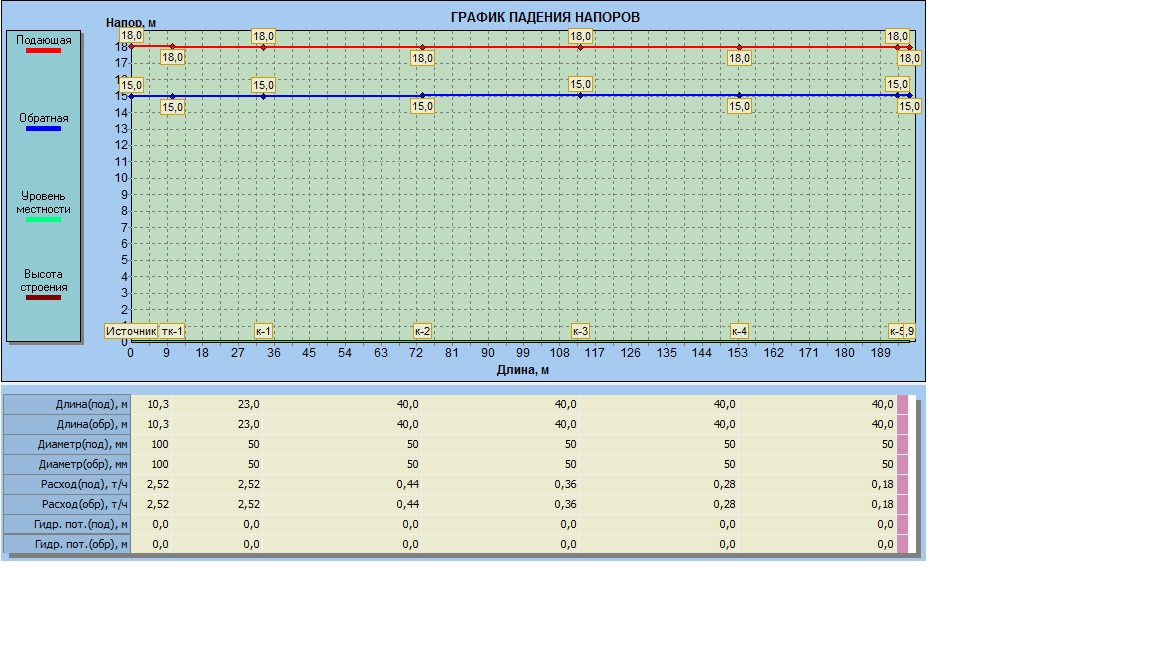 ГРАФИК ПАДЕНИЯ НАПОРОВ
Напор, м
Подающая
Обратная
Уровень
местности
Высота
строения
18,0 18,0 18,0 18,0
18,0 18,0 18,0 18,0
15,0 15,0 15,0 15,0
15,0 15,0 15,0 15,0
18
17
15
14
13
12
11
10
9
8
7
6
5
4
3
2
0
Источник тк-1 к-1 к-2 к-3 к-4 к-5,9
0 9 18 27 36 45 54 63 72 81 90 99 108 117 126 135 144 153 162 171 180 189
Длина, м
Длина(под), м 10,3 23,0 40,0 40,0 40,0 40,0
Длина(обр), м 10,3 23,0 40,0 40,0 40,0 40,0
Диаметр(под), мм 100 50 50 50 50 50
Диаметр(обр), мм 100 50 50 50 50 50
Расход(под), т/ч 2,52 2,52 0,44 0,36 0,28 0,18
Расход(обр), т/ч 2,52 2,52 0,44 0,36 0,28 0,18
Гидр. пот.(под), м 0,0 0,0 0,0 0,0 0,0 0,0
Гидр. пот.(обр), м 0,0 0,0 0,0 0,0 0,0 0,0